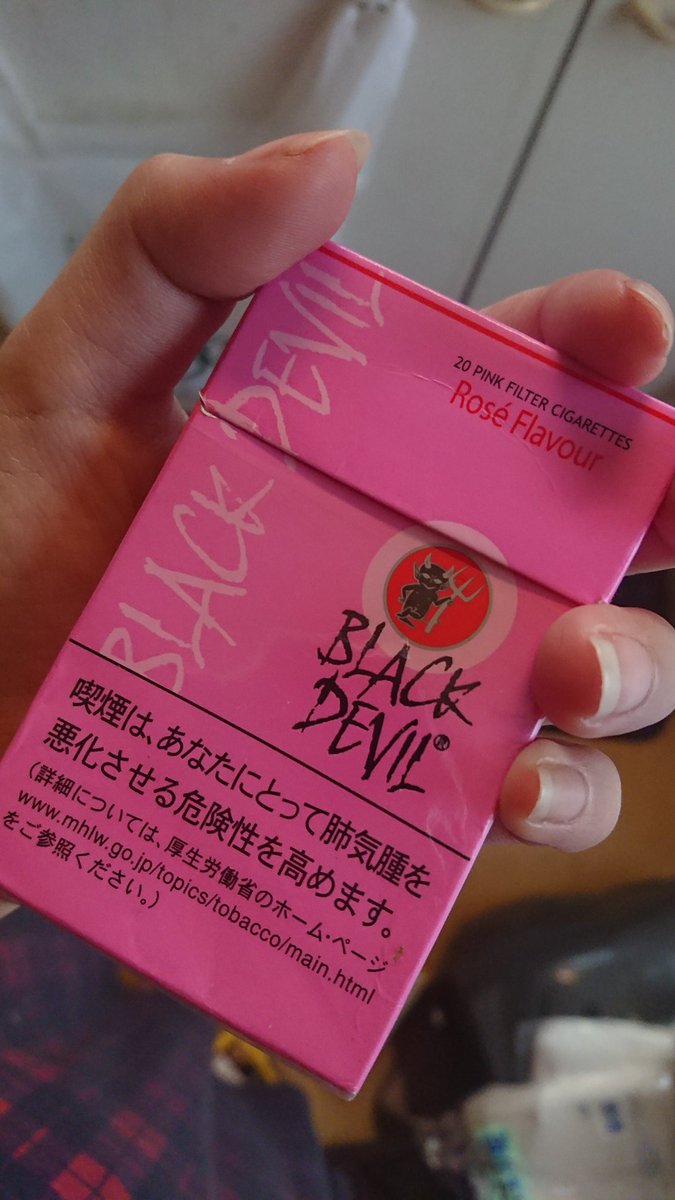 20 PINK FILTER CIGARETTES
Rosé Flavour
BLACK DEVIL
BLACK
DEVIL®
喫煙は、あなたにとって肺気腫を
悪化させる危険性を高めます。
(詳細については、厚生労働省のホーム・ページ
www.mhlw.go.jp/topics/tobacco/main.html
をご参照ください。)